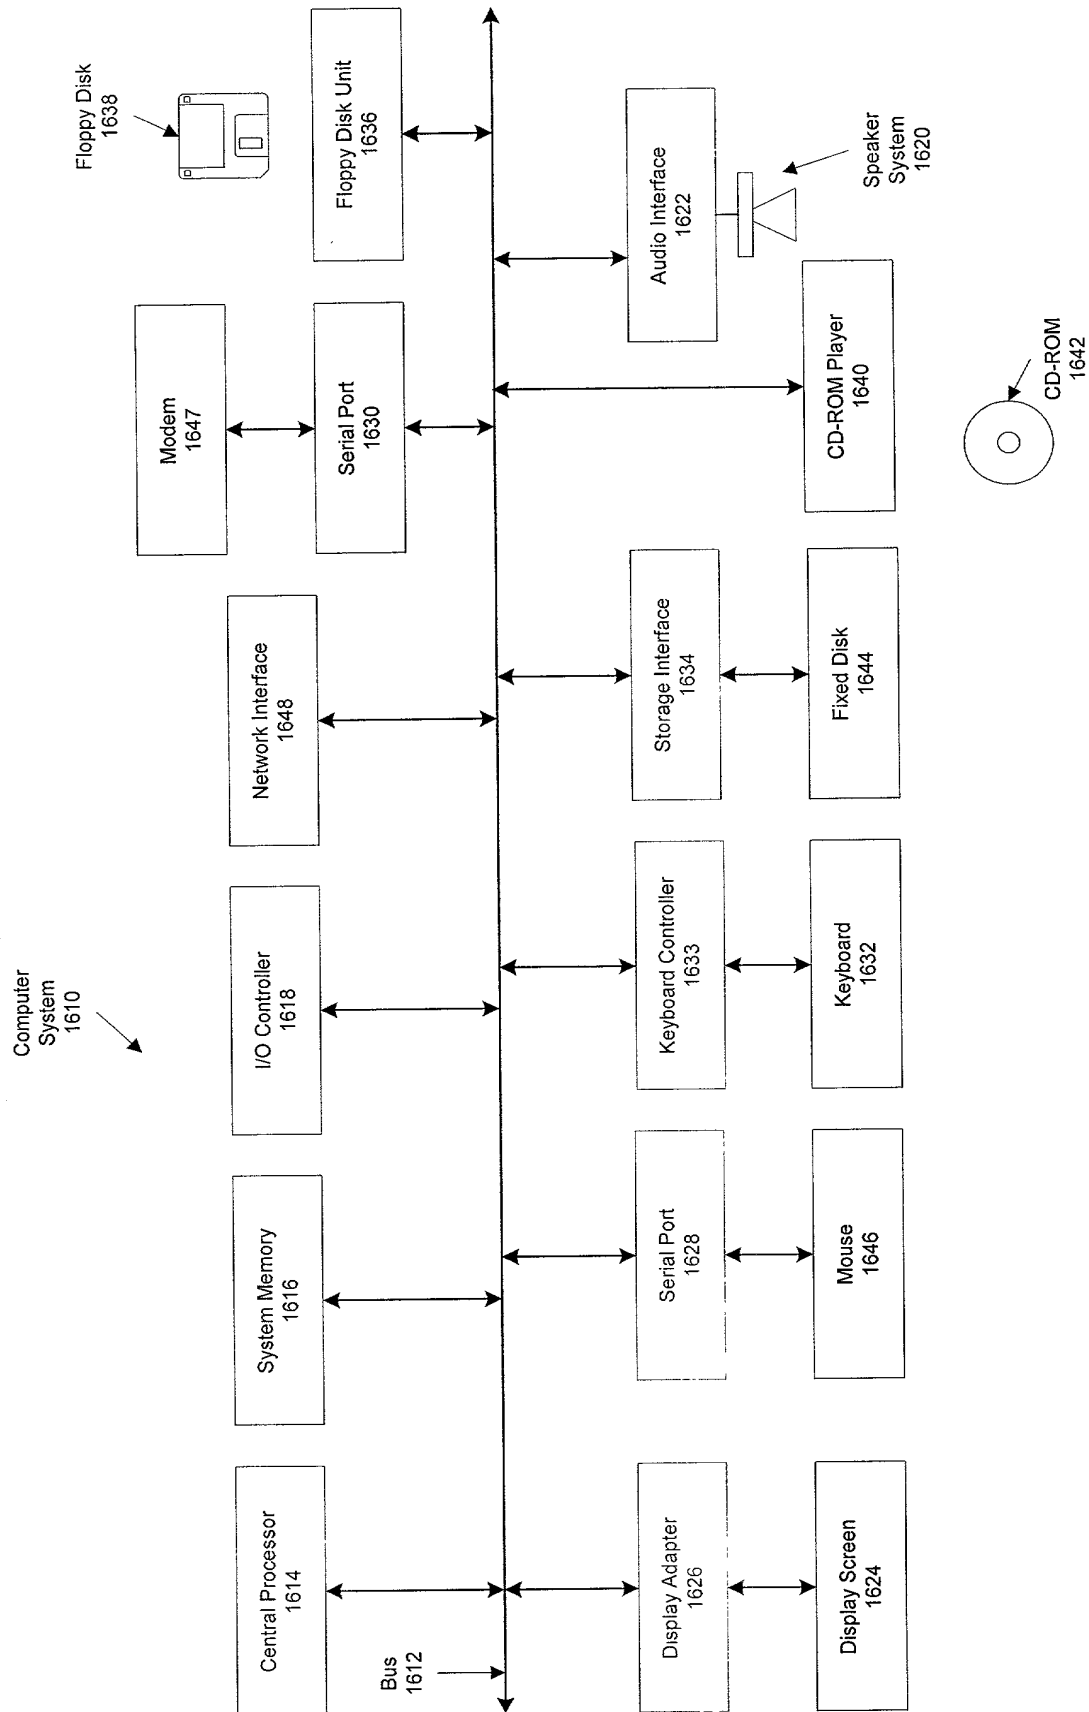 Computer
System
1610
Floppy Disk
1638
Modem
1647
Central Processor
1614
System Memory
1616
I/O Controller
1618
Network Interface
1648
Serial Port
1630
Floppy Disk Unit
1636
Bus
1612
Display Adapter
1626
Serial Port
1628
Keyboard Controller
1633
Storage Interface
1634
Audio Interface
1622
Speaker
System
1620
Display Screen
1624
Mouse
1646
Keyboard
1632
Fixed Disk
1644
CD-ROM Player
1640
CD-ROM
1642